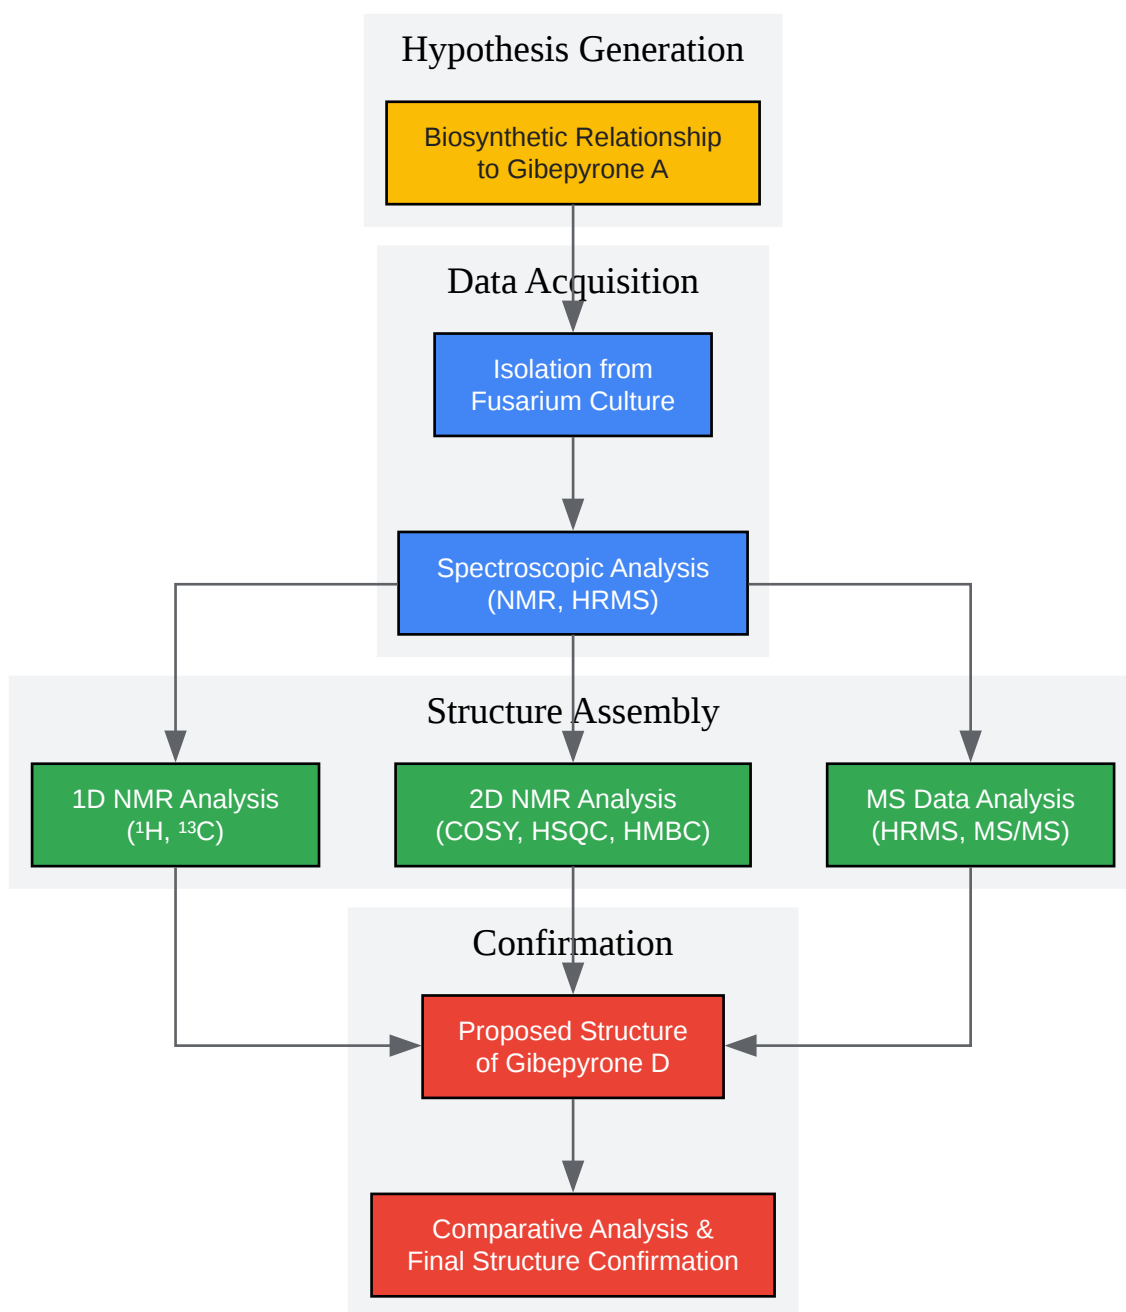 Hypothesis Generation
Biosynthetic Relationship
to Gibepyrone A
Data Acquisition
Isolation from
Fusarium Culture
Spectroscopic Analysis
(NMR, HRMS)
Structure Assembly
1D NMR Analysis
(¹H, ¹³C)
2D NMR Analysis
(COSY, HSQC, HMBC)
MS Data Analysis
(HRMS, MS/MS)
Confirmation
Proposed Structure
of Gibepyrone D
Comparative Analysis &
Final Structure Confirmation